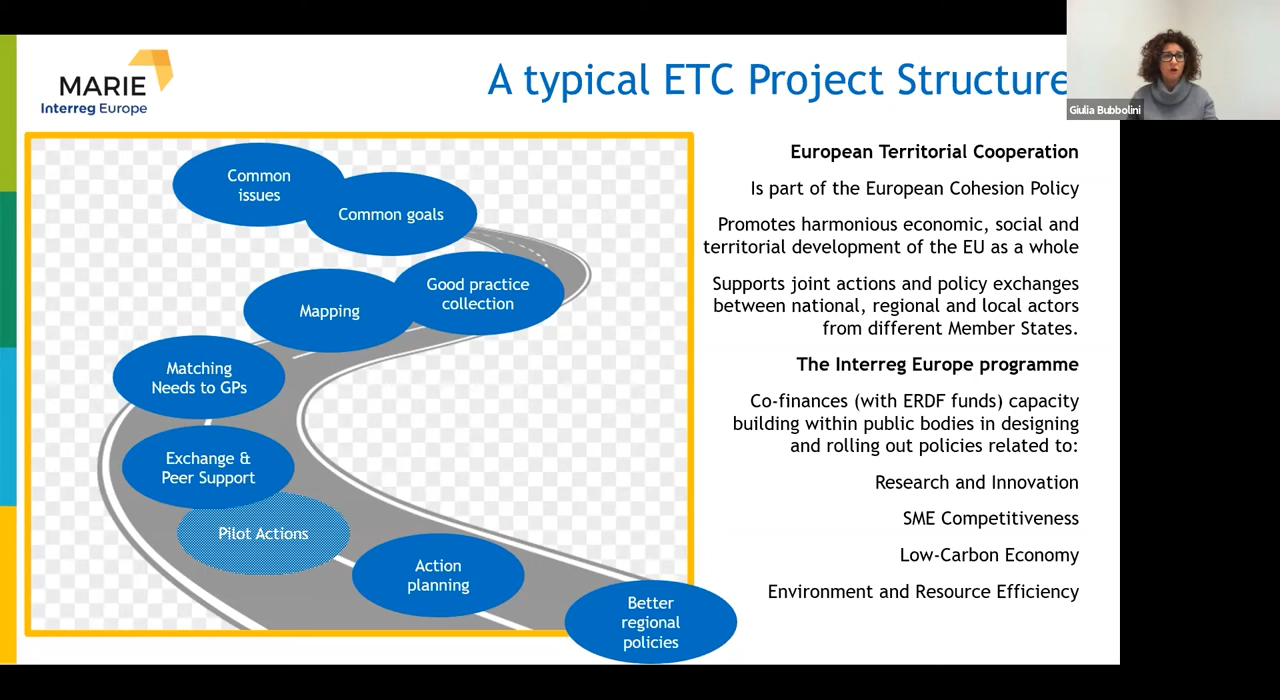 MARIE
Interreg Europe
A typical ETC Project Structure
Giulia Bubbolini
Common
issues
Common goals
Good practice
collection
Mapping
Matching
Needs to GPs
Exchange &
Peer Support
Pilot Actions
Action
planning
Better
regional
policies
European Territorial Cooperation
Is part of the European Cohesion Policy
Promotes harmonious economic, social and
territorial development of the EU as a whole
Supports joint actions and policy exchanges
between national, regional and local actors
from different Member States.
The Interreg Europe programme
Co-finances (with ERDF funds) capacity
building within public bodies in designing
and rolling out policies related to:
Research and Innovation
SME Competitiveness
Low-Carbon Economy
Environment and Resource Efficiency